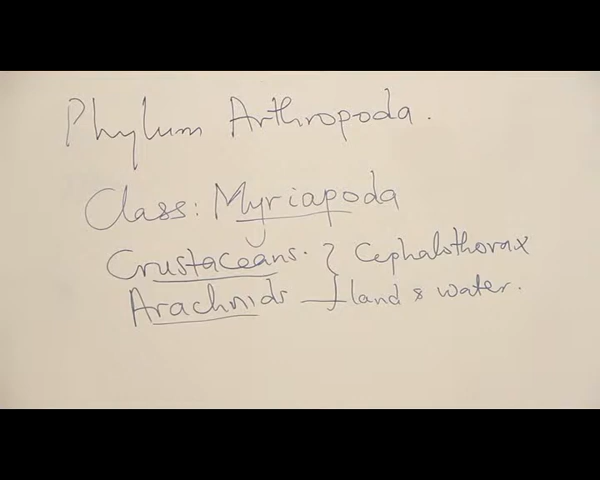 Phylum Arthropoda.
Class: Myriapoda
Crustaceans. } Cephalothorax
Arachnids } land & water.